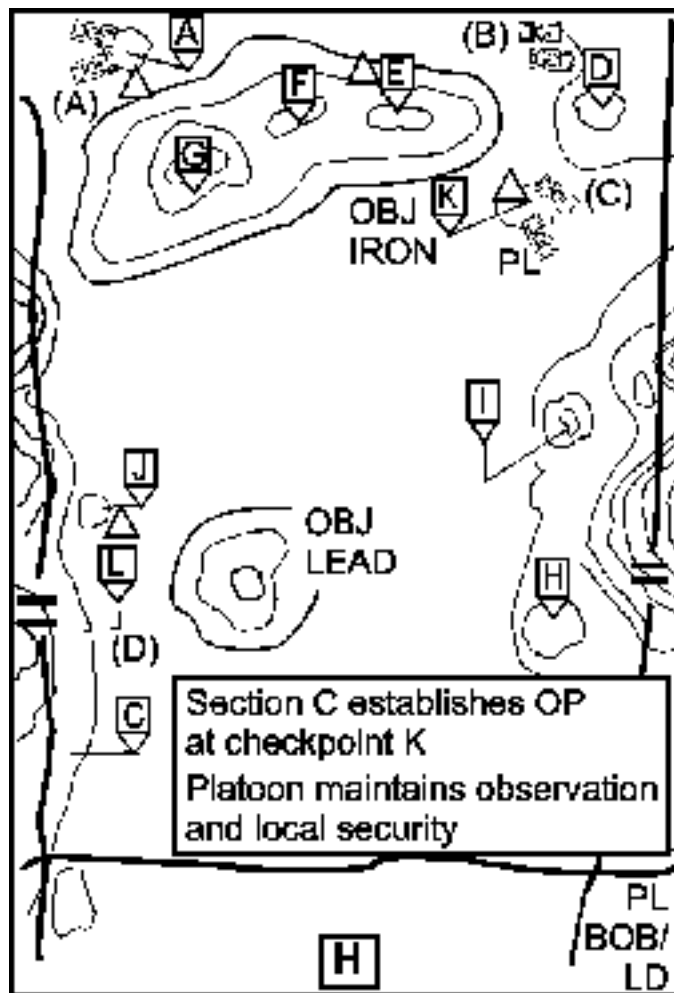 A
(A)
F
E
(B)
D
G
OBJ
IRON
K
(C)
PL
I
J
OBJ
LEAD
L
(D)
H
C
Section C establishes OP
at checkpoint K
Platoon maintains observation
and local security
PL
BOB/
LD
H